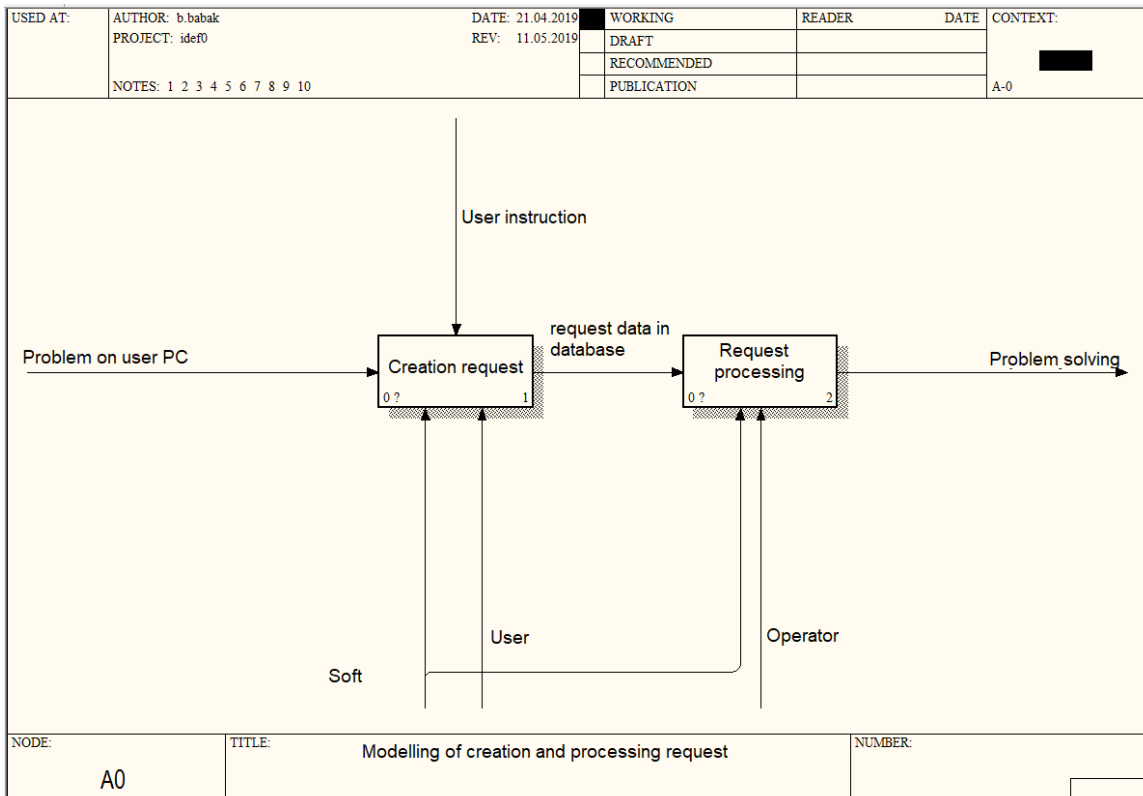 USED AT:
AUTHOR: b.babak
DATE: 21.04.2019
WORKING
READER
DATE
CONTEXT:
PROJECT: idef0
REV: 11.05.2019
DRAFT
RECOMMENDED
NOTES: 1 2 3 4 5 6 7 8 9 10
PUBLICATION
A-0
User instruction
Problem on user PC
Creation request
0 ?
1
request data in
database
Request
processing
0 ?
2
Problem solving
User
Operator
Soft
NODE:
A0
TITLE:
Modelling of creation and processing request
NUMBER: